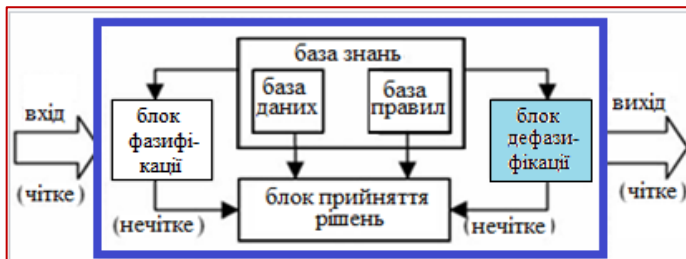 база знань
база
даних
база
правил
вхід
(чітке)
блок
фазифі-
кації
блок
дефази-
фікації
вихід
(чітке)
блок прийняття
рішень
(нечітке)
(нечітке)